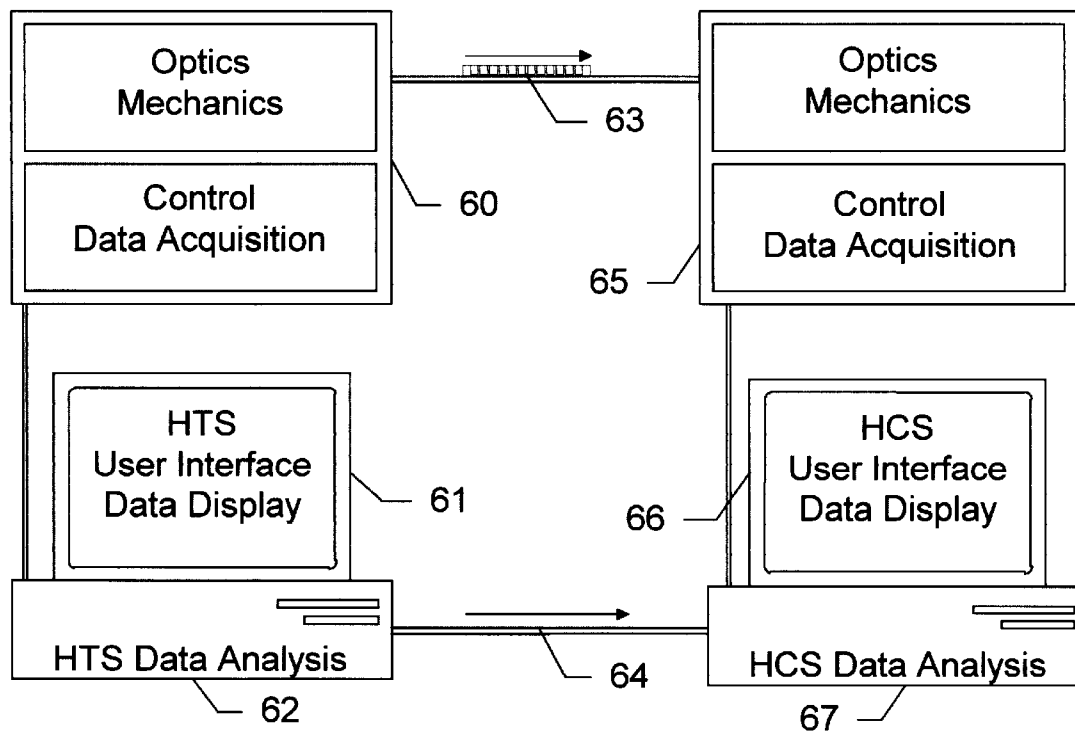 Optics
Mechanics
Control
Data Acquisition
60
63
Optics
Mechanics
Control
Data Acquisition
65
HTS
User Interface
Data Display
61
HTS Data Analysis
62
64
HCS
User Interface
Data Display
66
HCS Data Analysis
67